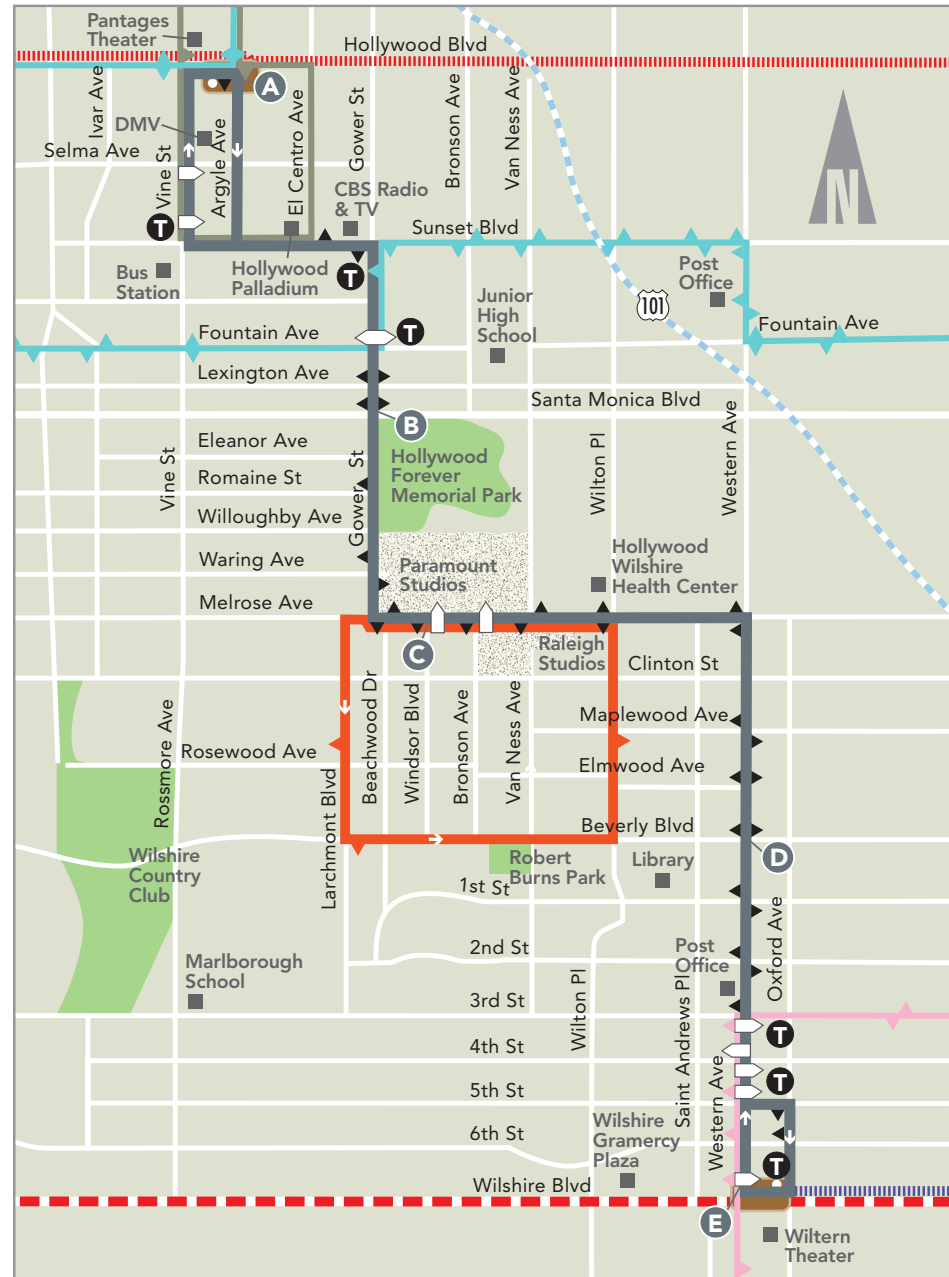 Pantages
Theater
Hollywood Blvd
A
Ivar Ave
DMV
Selma Ave
Vine St
Argyle Ave
El Centro Ave
Gower St
Bronson Ave
Van Ness Ave
N
CBS Radio
& TV
T
Sunset Blvd
Bus
Station
Hollywood
Palladium
T
Post
Office
101
Junior
High
School
Fountain Ave
T
Fountain Ave
Lexington Ave
Santa Monica Blvd
B
Eleanor Ave
Vine St
Gower St
Hollywood
Forever
Memorial Park
Wilton Pl
Western Ave
Romaine St
Willoughby Ave
Waring Ave
Paramount
Studios
Hollywood
Wilshire
Health Center
Melrose Ave
C
Raleigh
Studios
Clinton St
Rossmore Ave
Larchmont Blvd
Beachwood Dr
Windsor Blvd
Bronson Ave
Van Ness Ave
Maplewood Ave
Rosewood Ave
Elmwood Ave
Beverly Blvd
D
Wilshire
Country
Club
Robert
Burns Park
Library
1st St
2nd St
Oxford Ave
Marlborough
School
Post
Office
3rd St
Wilton Pl
Saint Andrews Pl
T
4th St
Western Ave
5th St
T
6th St
Wilshire
Gramercy
Plaza
T
Wilshire Blvd
E
Wiltern
Theater